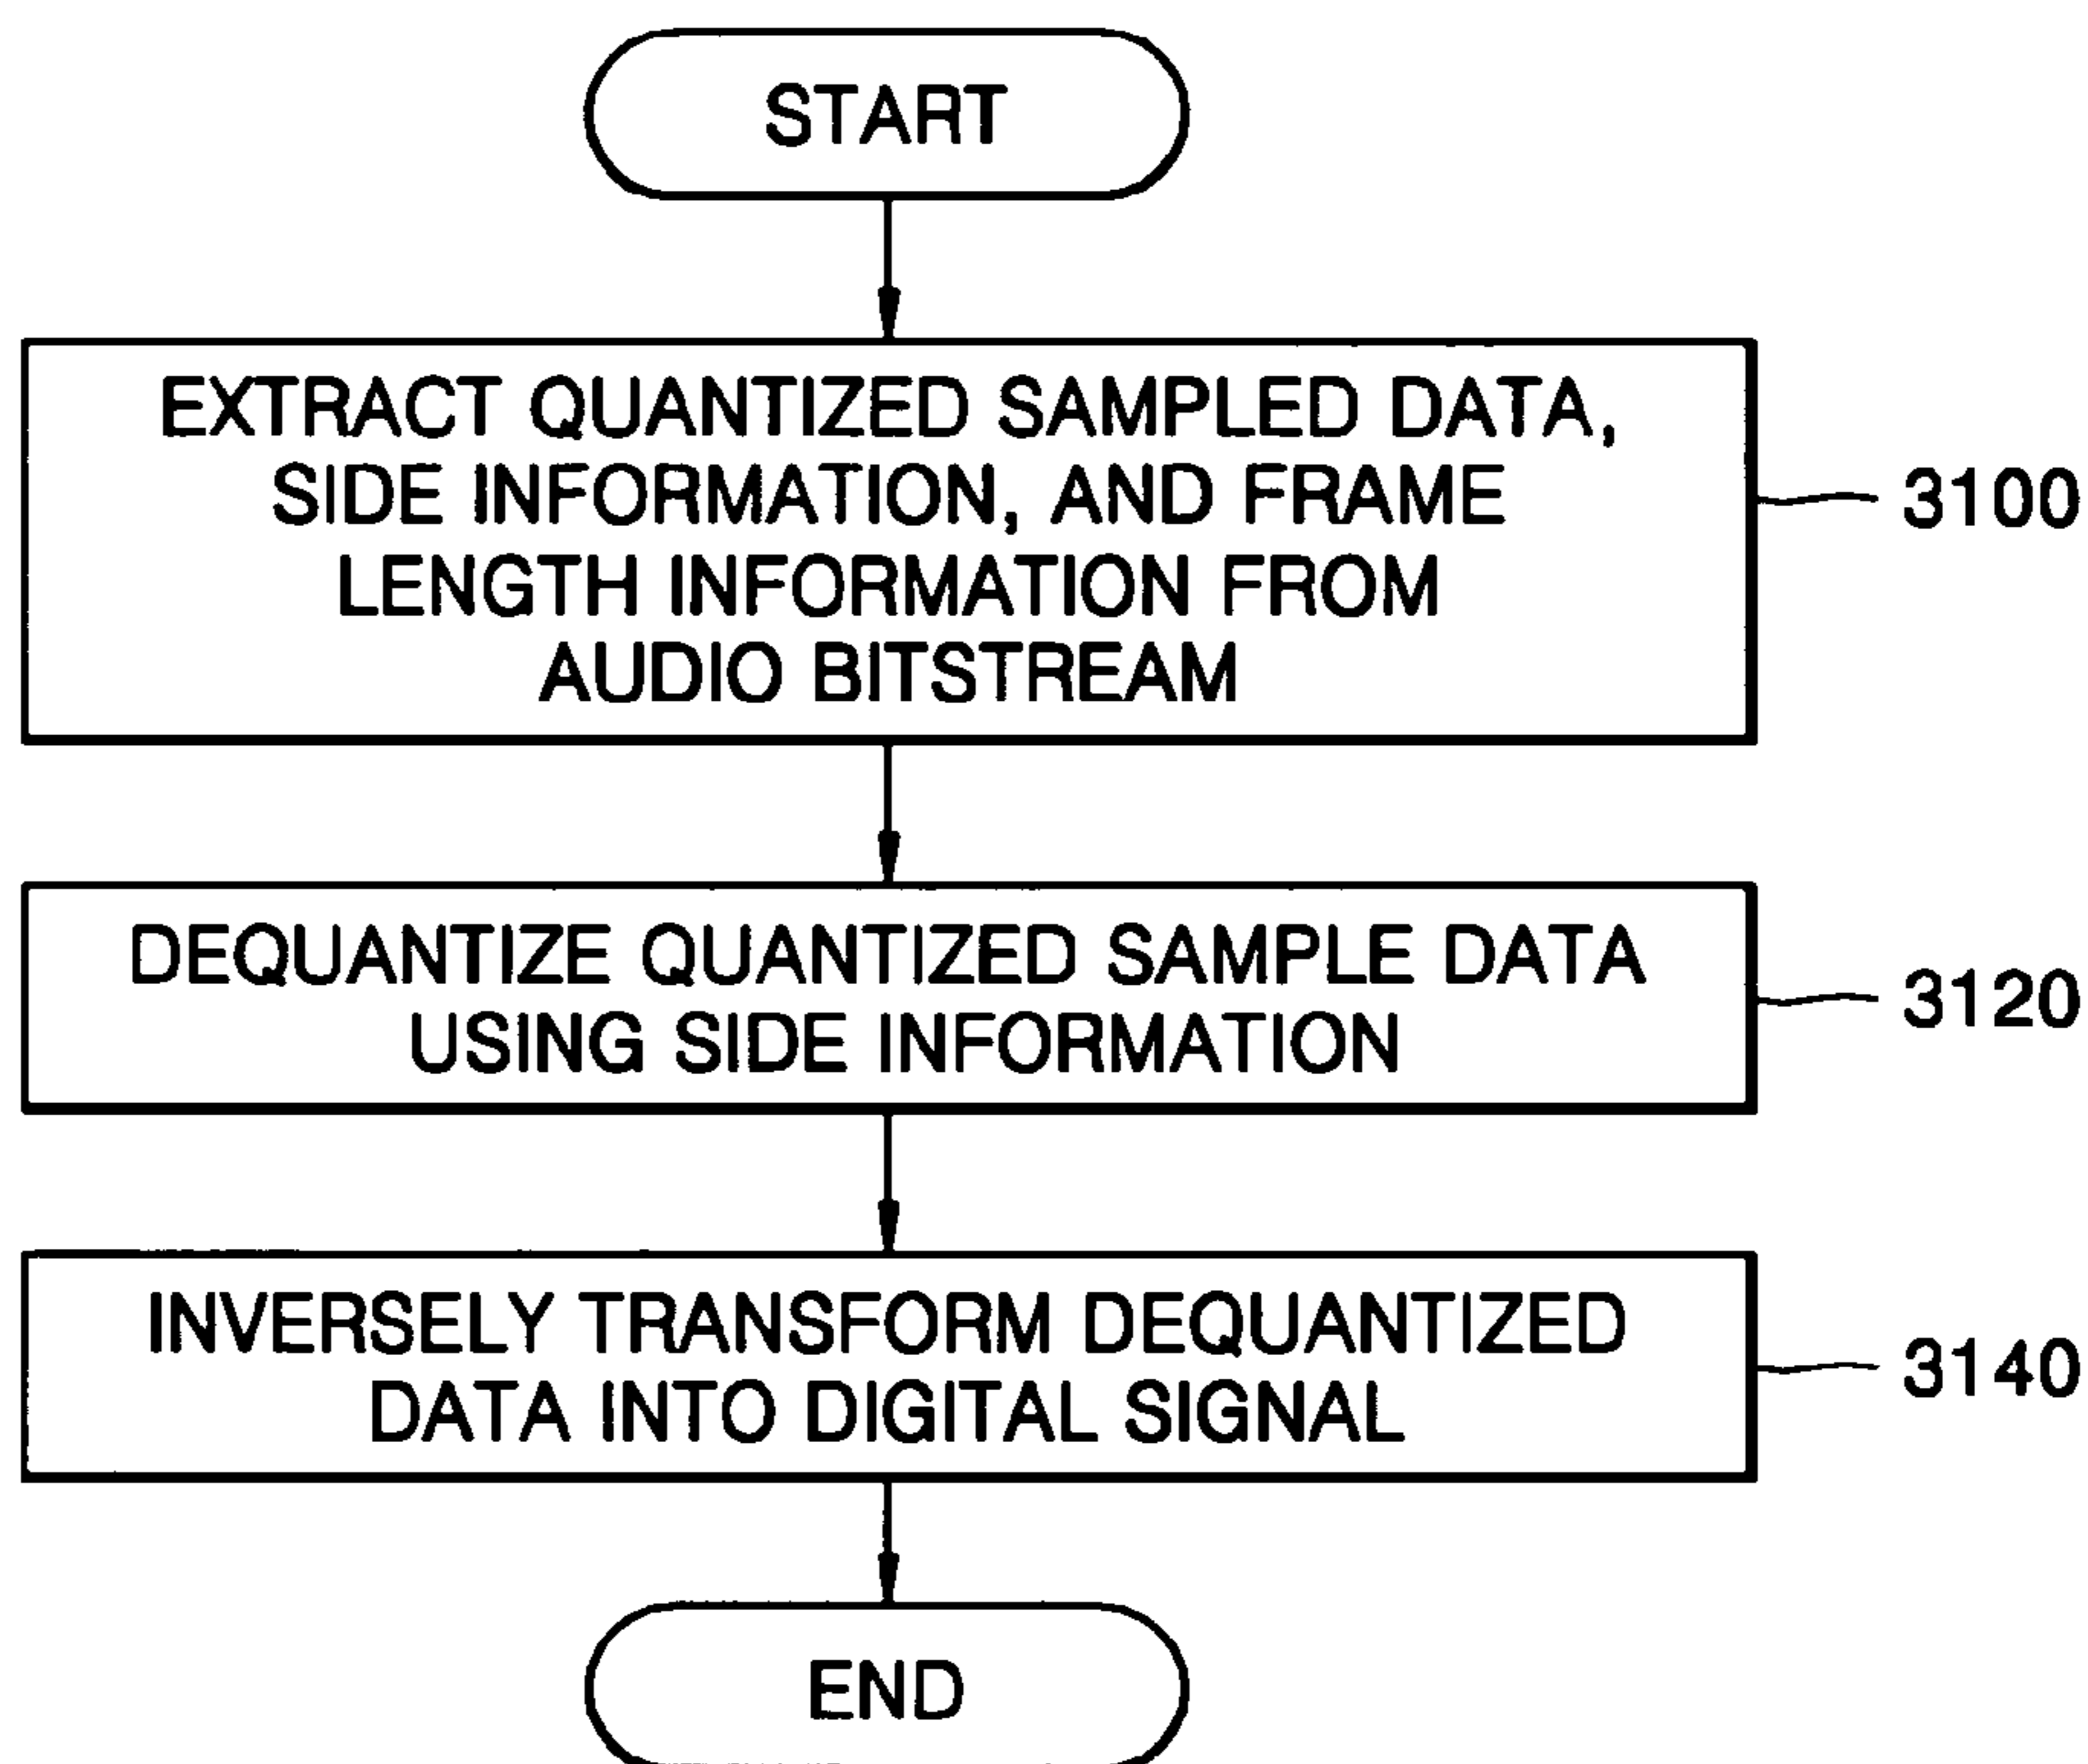 START
EXTRACT QUANTIZED SAMPLED DATA,
SIDE INFORMATION, AND FRAME
LENGTH INFORMATION FROM
AUDIO BITSTREAM
3100
DEQUANTIZE QUANTIZED SAMPLE DATA
USING SIDE INFORMATION
3120
INVERSELY TRANSFORM DEQUANTIZED
DATA INTO DIGITAL SIGNAL
3140
END